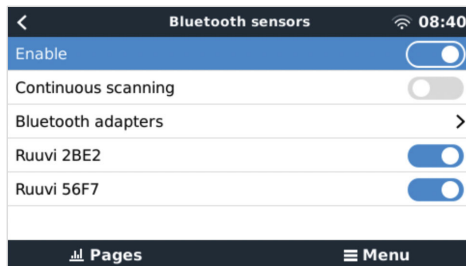 Bluetooth sensors 08:40
Enable
Continuous scanning
Bluetooth adapters
Ruuvi 2BE2
Ruuvi 56F7
Pages Menu